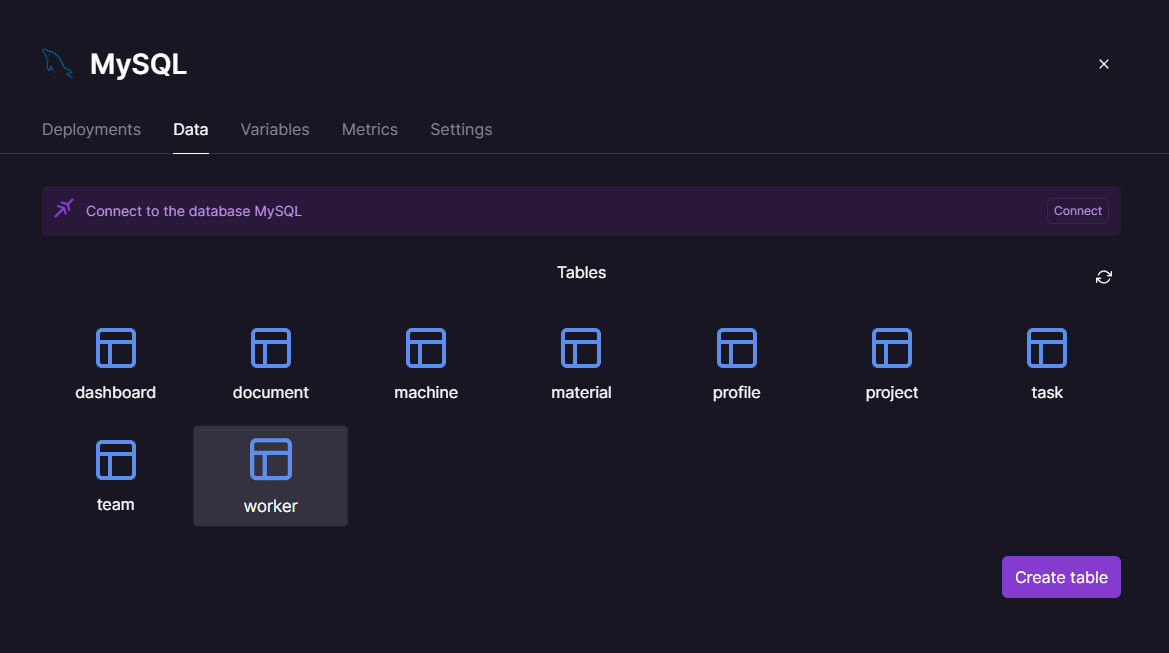 MySQL
Deployments Data Variables Metrics Settings
Connect to the database MySQL Connect
Tables
dashboard document machine material profile project task
team worker
Create table